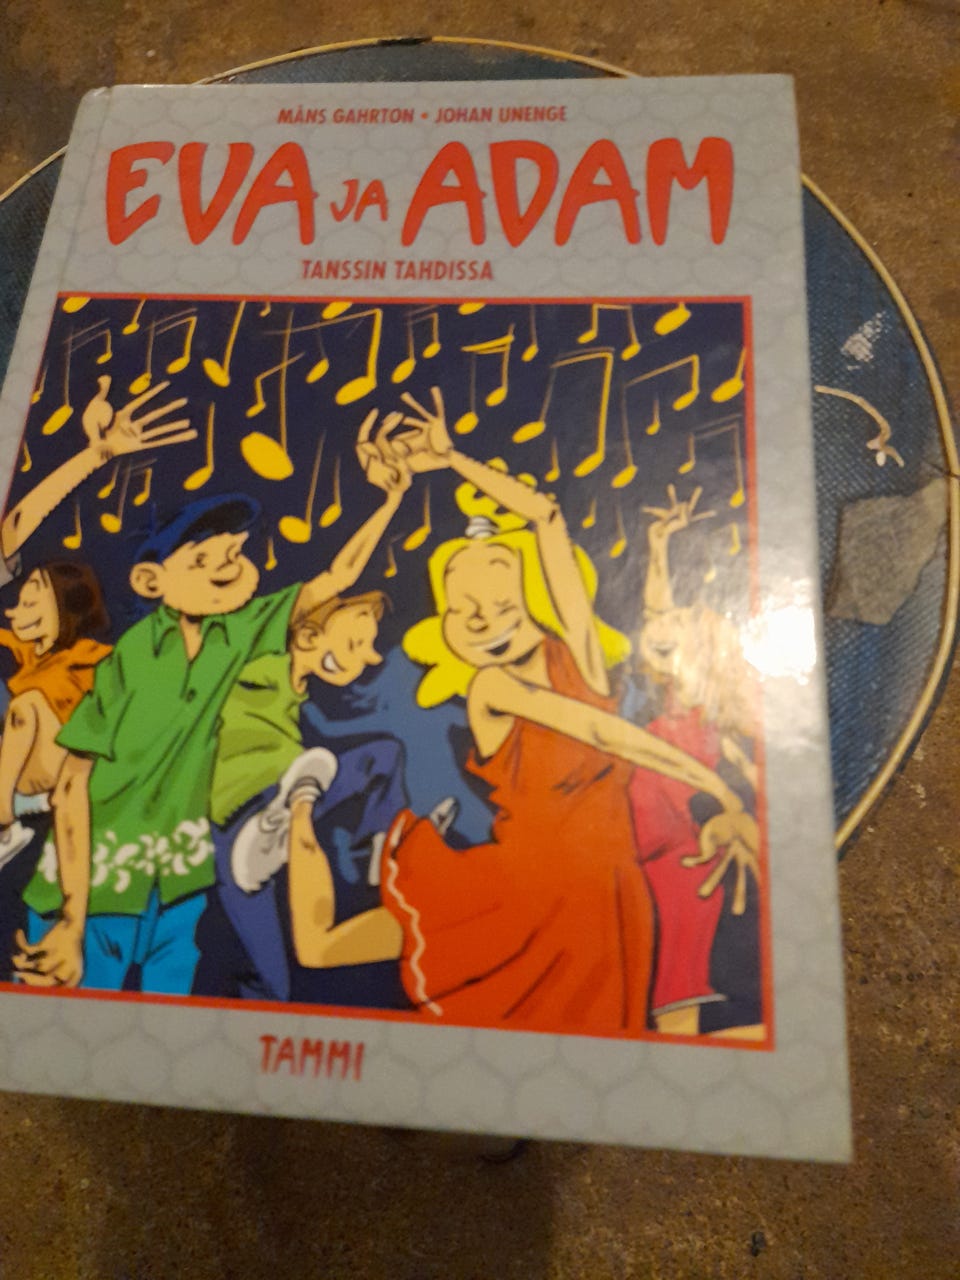 MÅNS GAHRTON • JOHAN UNENGE
EVA JA ADAM
TANSSIN TAHDISSA
TAMMI